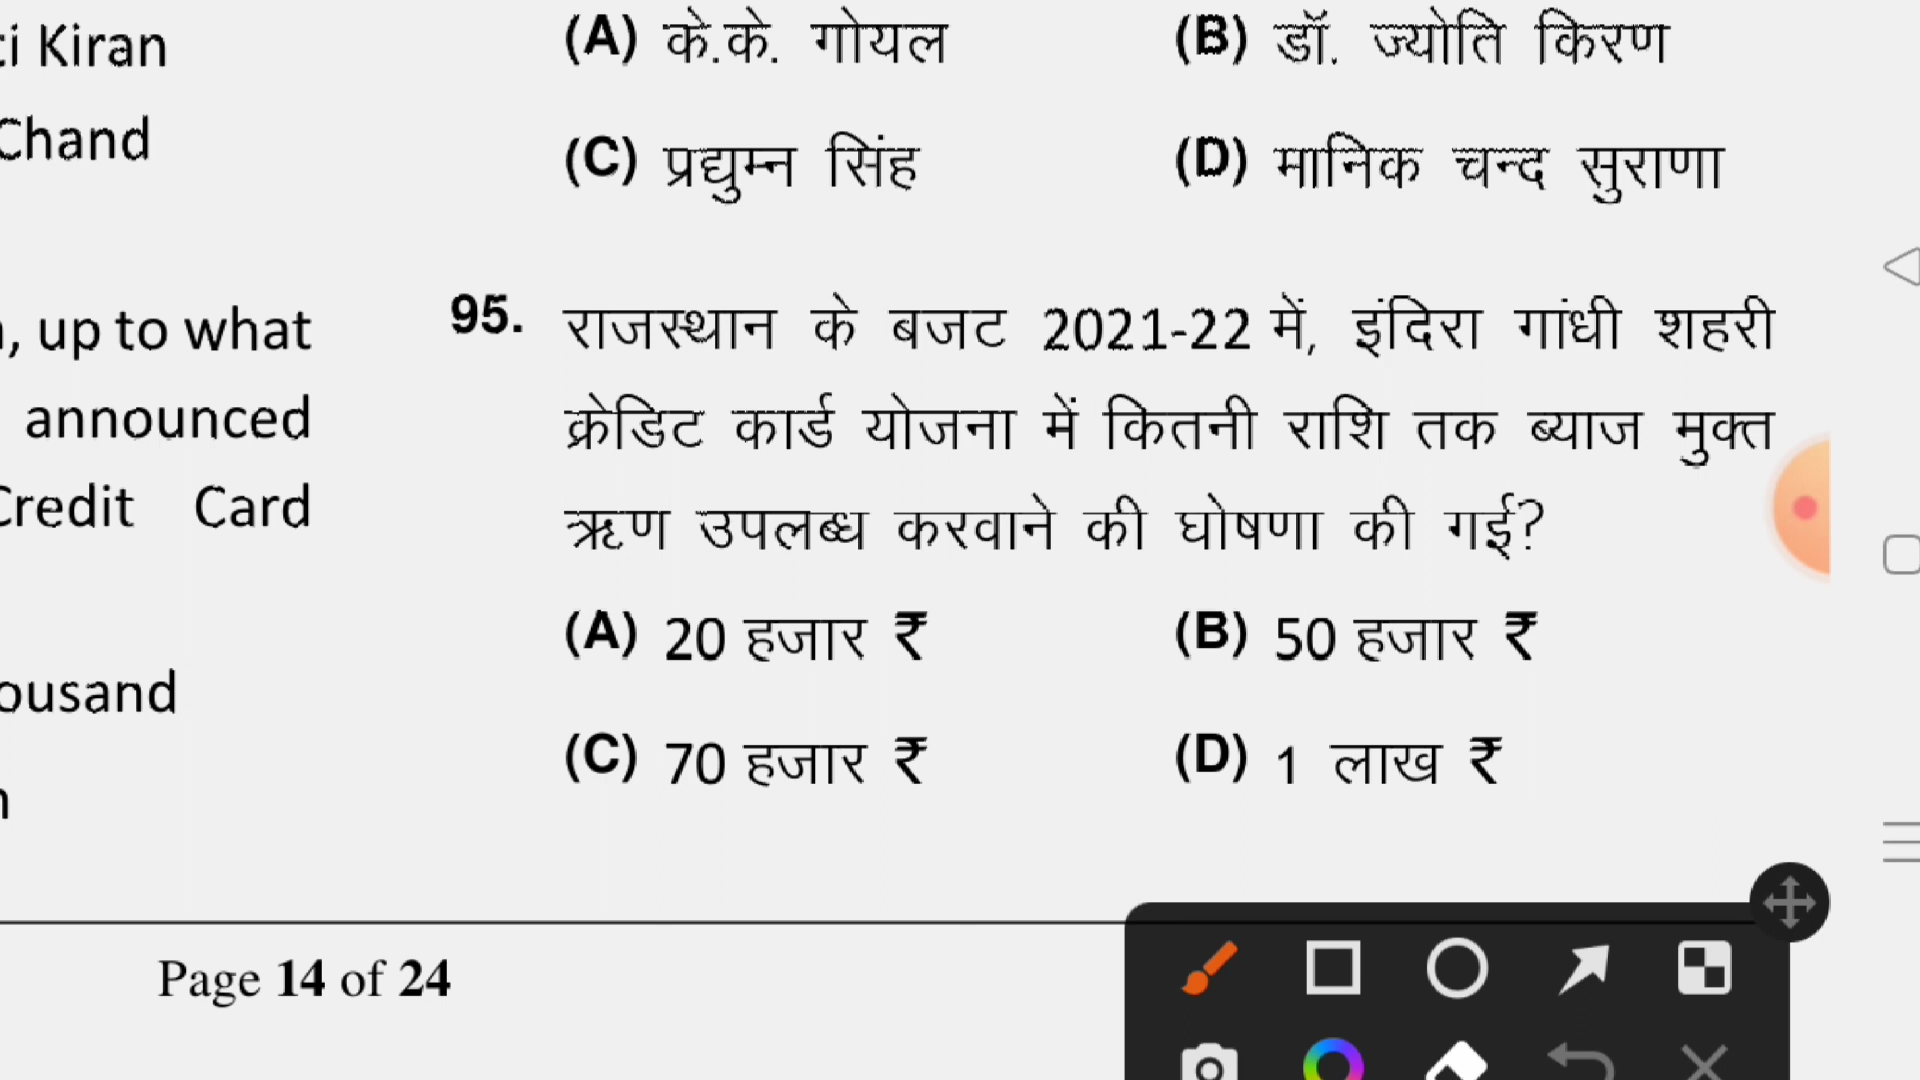 ti Kiran
Chand
, up to what
announced
Credit Card
ousand
(A) के.के. गोयल (B) डॉ. ज्योति किरण
(C) प्रद्युम्न सिंह (D) मानिक चन्द सुराणा
95. राजस्थान के बजट 2021-22 में, इंदिरा गांधी शहरी
क्रेडिट कार्ड योजना में कितनी राशि तक ब्याज मुक्त
ऋण उपलब्ध करवाने की घोषणा की गई?
(A) 20 हजार ₹ (B) 50 हजार ₹
(C) 70 हजार ₹ (D) 1 लाख ₹
Page 14 of 24